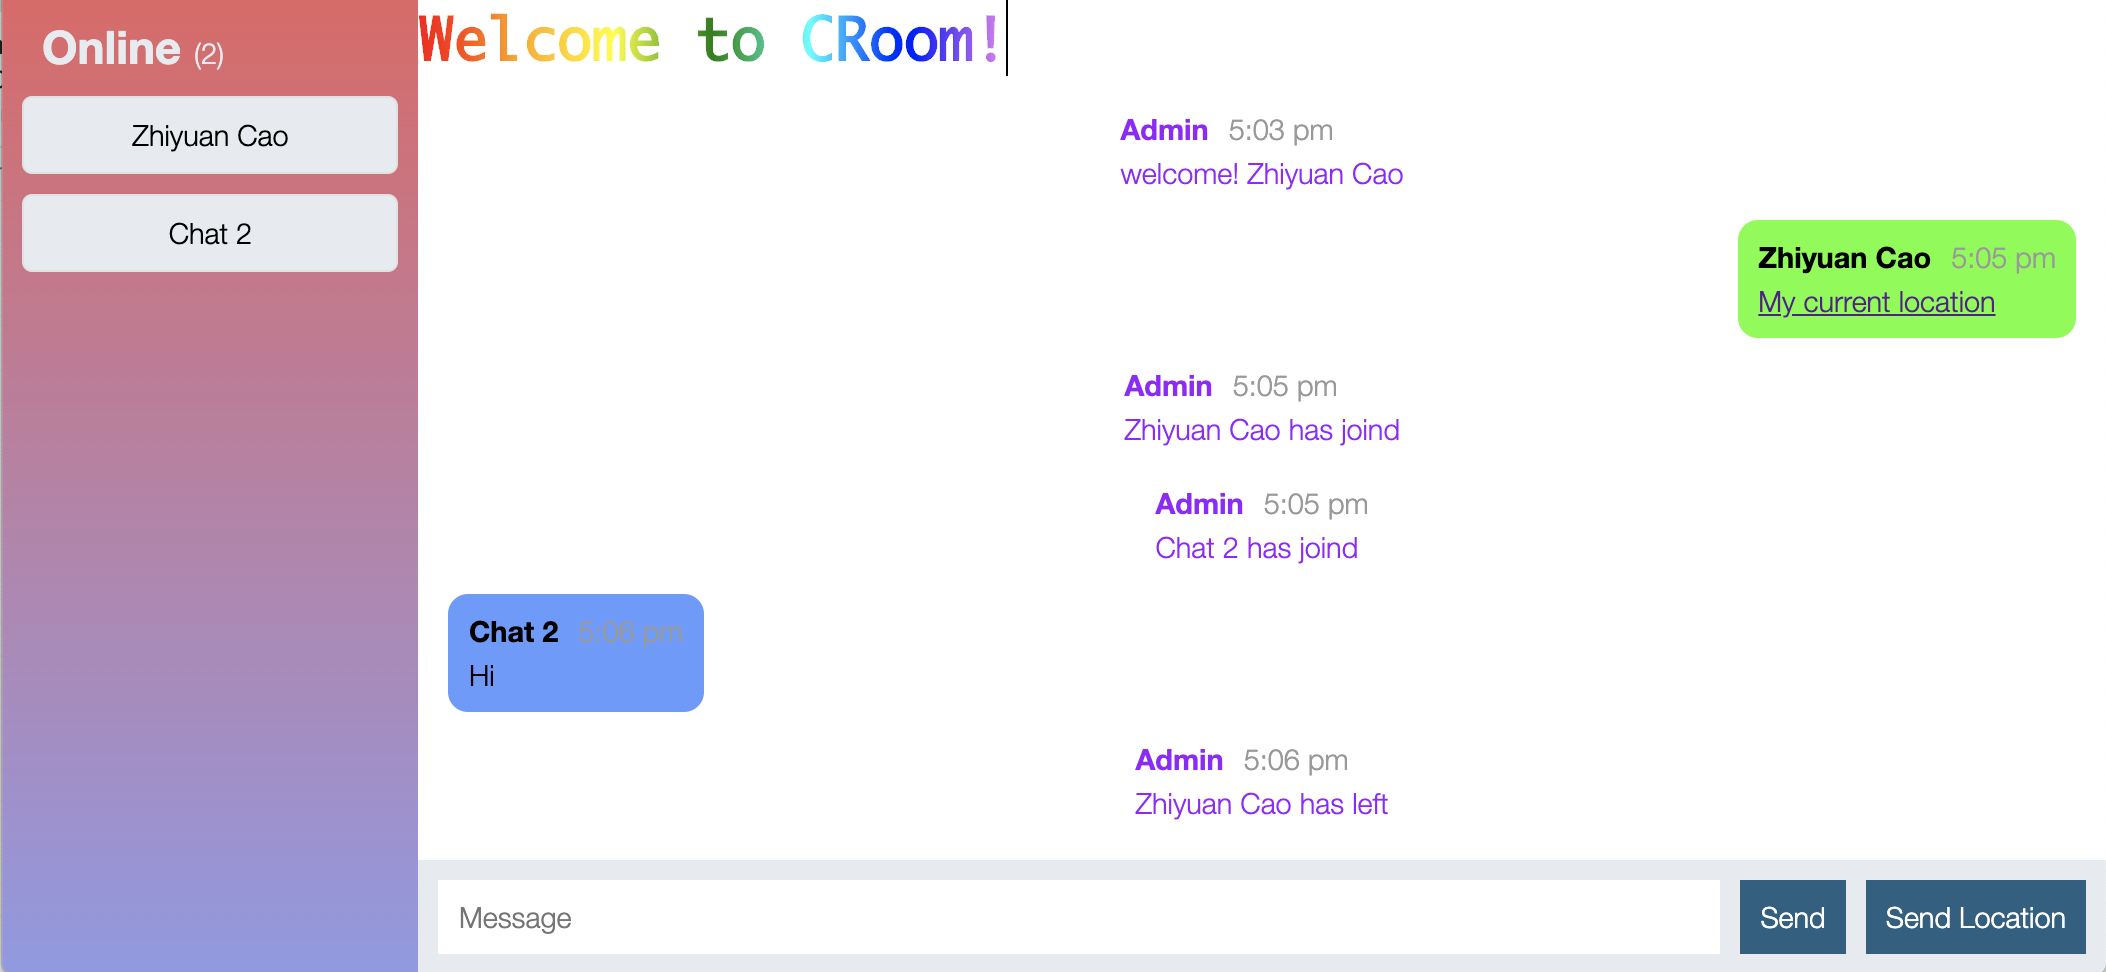 Online (2)
Zhiyuan Cao
Chat 2
Welcome to CRoom!
Admin 5:03 pm
welcome! Zhiyuan Cao
Zhiyuan Cao 5:05 pm
My current location
Admin 5:05 pm
Zhiyuan Cao has joind
Admin 5:05 pm
Chat 2 has joind
Chat 2 5:06 pm
Hi
Admin 5:06 pm
Zhiyuan Cao has left
Message
Send
Send Location